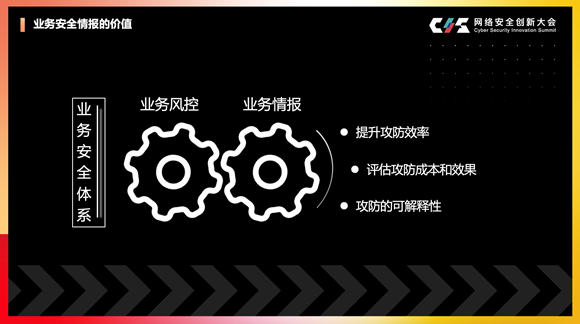 业务安全情报的价值
CIS
网络安全创新大会
Cyber Security Innovation Summit
业务安全体系
业务风控
业务情报
提升攻防效率
评估攻防成本和效果
攻防的可解释性